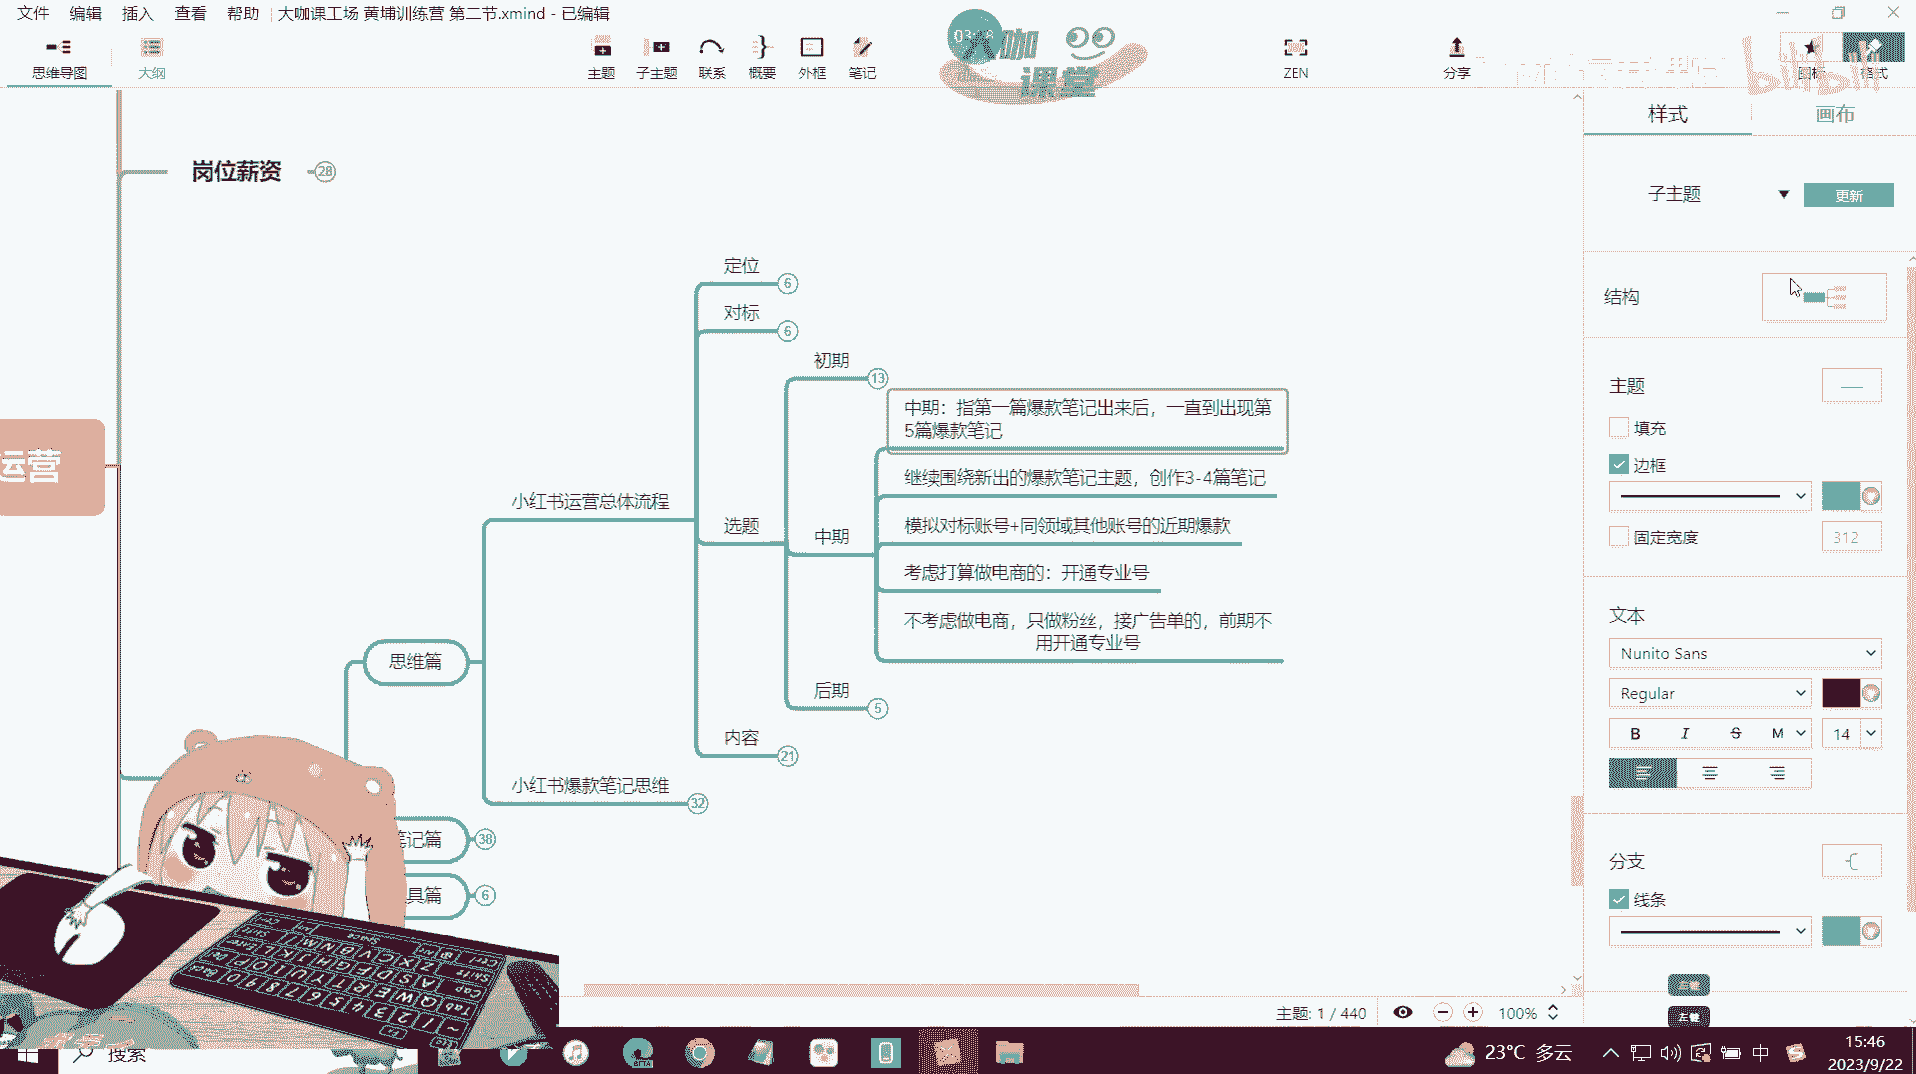 文件 编辑 插入 查看 帮助 大咖课工场 黄埔训练营 第二节.xmind - 已编辑
思维导图 大纲 主题 子主题 联系 概要 外框 笔记 ZEN 分享 图标 格式
大咖
课堂
bilibili
样式 画布
岗位薪资 28
子主题 更新
定位 6
结构
对标 6
初期 13
主题
中期：指第一篇爆款笔记出来后，一直到出现第
5篇爆款笔记
填充
运营
边框
继续围绕新出的爆款笔记主题，创作3-4篇笔记
小红书运营总体流程
选题
模拟对标账号+同领域其他账号的近期爆款
中期
固定宽度 312
考虑打算做电商的：开通专业号
不考虑做电商，只做粉丝，接广告单的，前期不
用开通专业号
文本
Nunito Sans
思维篇
后期 5
Regular
内容 21
B I S M 14
小红书爆款笔记思维 32
笔记篇 38
分支
具篇 6
线条
左键
左键
主题: 1 / 440 100%
搜索
BETA
23°C 多云
中
15:46
2023/9/22